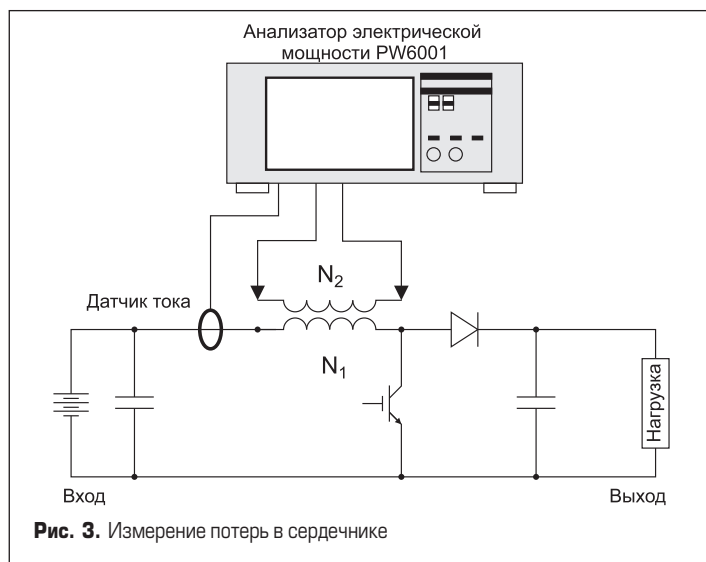 Анализатор электрической
мощности PW6001
Датчик тока
N₂
N₁
Нагрузка
Вход
Выход
Рис. 3. Измерение потерь в сердечнике